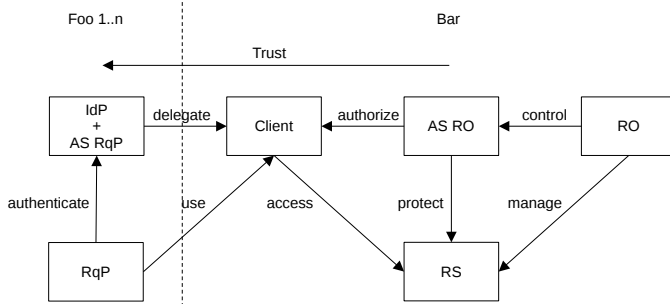 Foo 1..n
Bar
Trust
IdP
+
AS RqP
delegate
Client
authorize
AS RO
control
RO
authenticate
use
access
protect
manage
RqP
RS